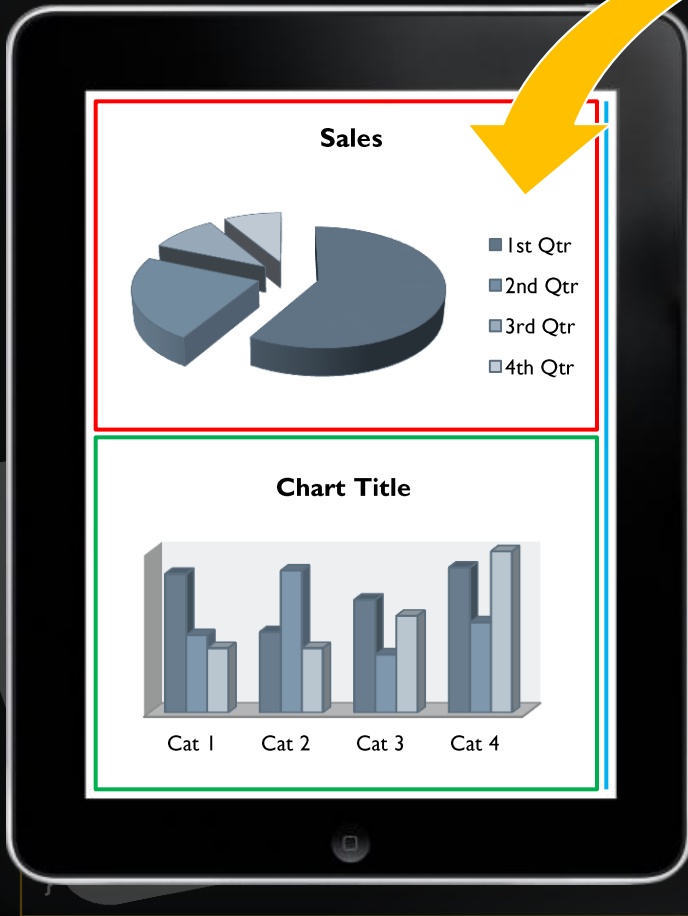 Sales
1st Qtr
2nd Qtr
3rd Qtr
4th Qtr
Chart Title
Cat 1
Cat 2
Cat 3
Cat 4
}